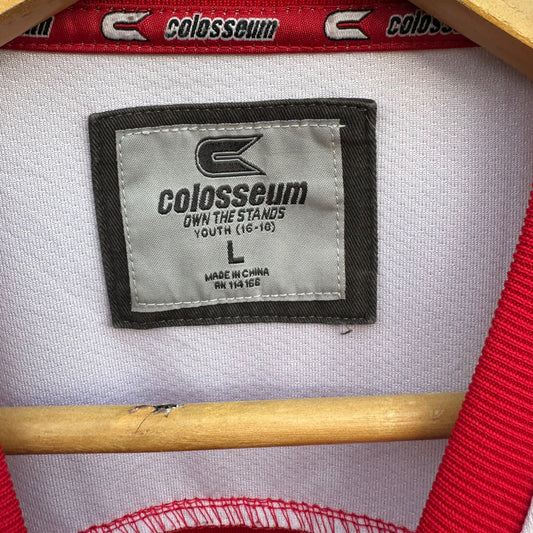 colosseum
colosseum
colosseum
OWN THE STANDS
YOUTH (16-18)
L
MADE IN CHINA
RN 114166